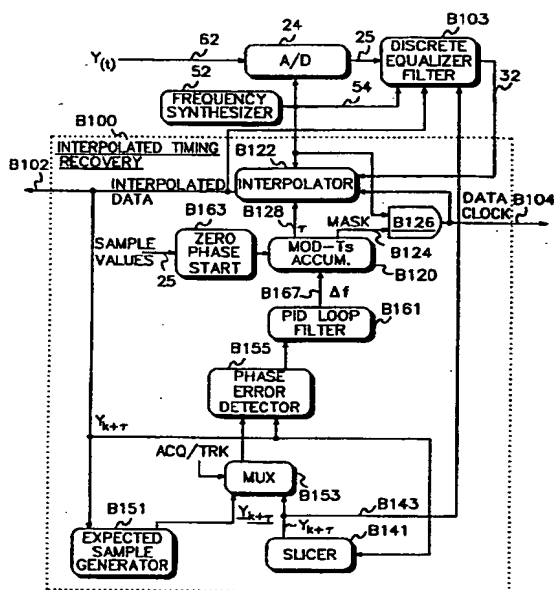 24
B103
62
25
Y(t)
A/D
DISCRETE
EQUALIZER
FILTER
52
32
FREQUENCY
SYNTHESIZER
54
B100
INTERPOLATED TIMING
RECOVERY
B102
B122
INTERPOLATED
DATA
INTERPOLATOR
DATA
CLOCK
B104
B163
B128
τ
MASK
B126
SAMPLE
VALUES
25
ZERO
PHASE
START
MOD-Ts
ACCUM.
B124
B120
B167
Δf
PID LOOP
FILTER
B161
B155
PHASE
ERROR
DETECTOR
Yk+τ
ACQ/TRK
MUX
B153
B143
B151
Yk+τ
Yk+τ
B141
EXPECTED
SAMPLE
GENERATOR
SLICER